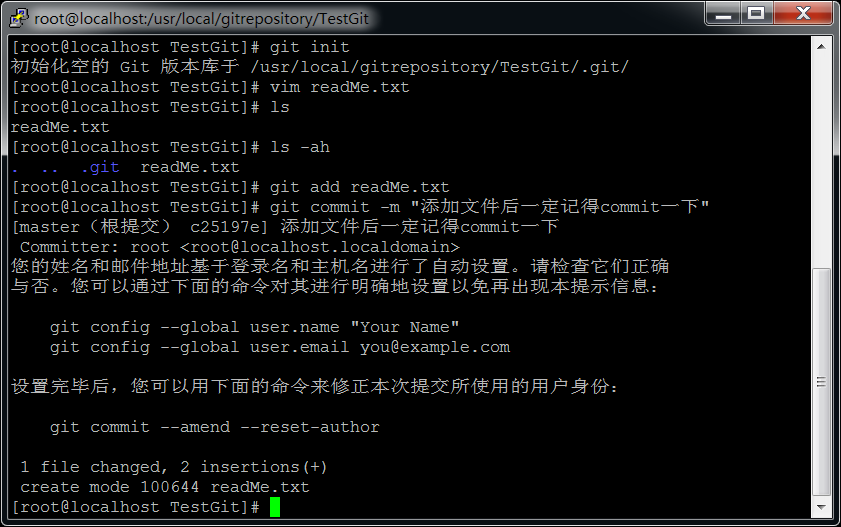 root@localhost:/usr/local/gitrepository/TestGit
[root@localhost TestGit]# git init
初始化空的 Git 版本库于 /usr/local/gitrepository/TestGit/.git/
[root@localhost TestGit]# vim readMe.txt
[root@localhost TestGit]# ls
readMe.txt
[root@localhost TestGit]# ls -ah
.  ..  .git  readMe.txt
[root@localhost TestGit]# git add readMe.txt
[root@localhost TestGit]# git commit -m "添加文件后一定记得commit一下"
[master（根提交） c25197e] 添加文件后一定记得commit一下
 Committer: root <root@localhost.localdomain>
您的姓名和邮件地址基于登录名和主机名进行了自动设置。请检查它们正确
与否。您可以通过下面的命令对其进行明确地设置以免再出现本提示信息：
    git config --global user.name "Your Name"
    git config --global user.email you@example.com
设置完毕后，您可以用下面的命令来修正本次提交所使用的用户身份：
    git commit --amend --reset-author
 1 file changed, 2 insertions(+)
 create mode 100644 readMe.txt
[root@localhost TestGit]#